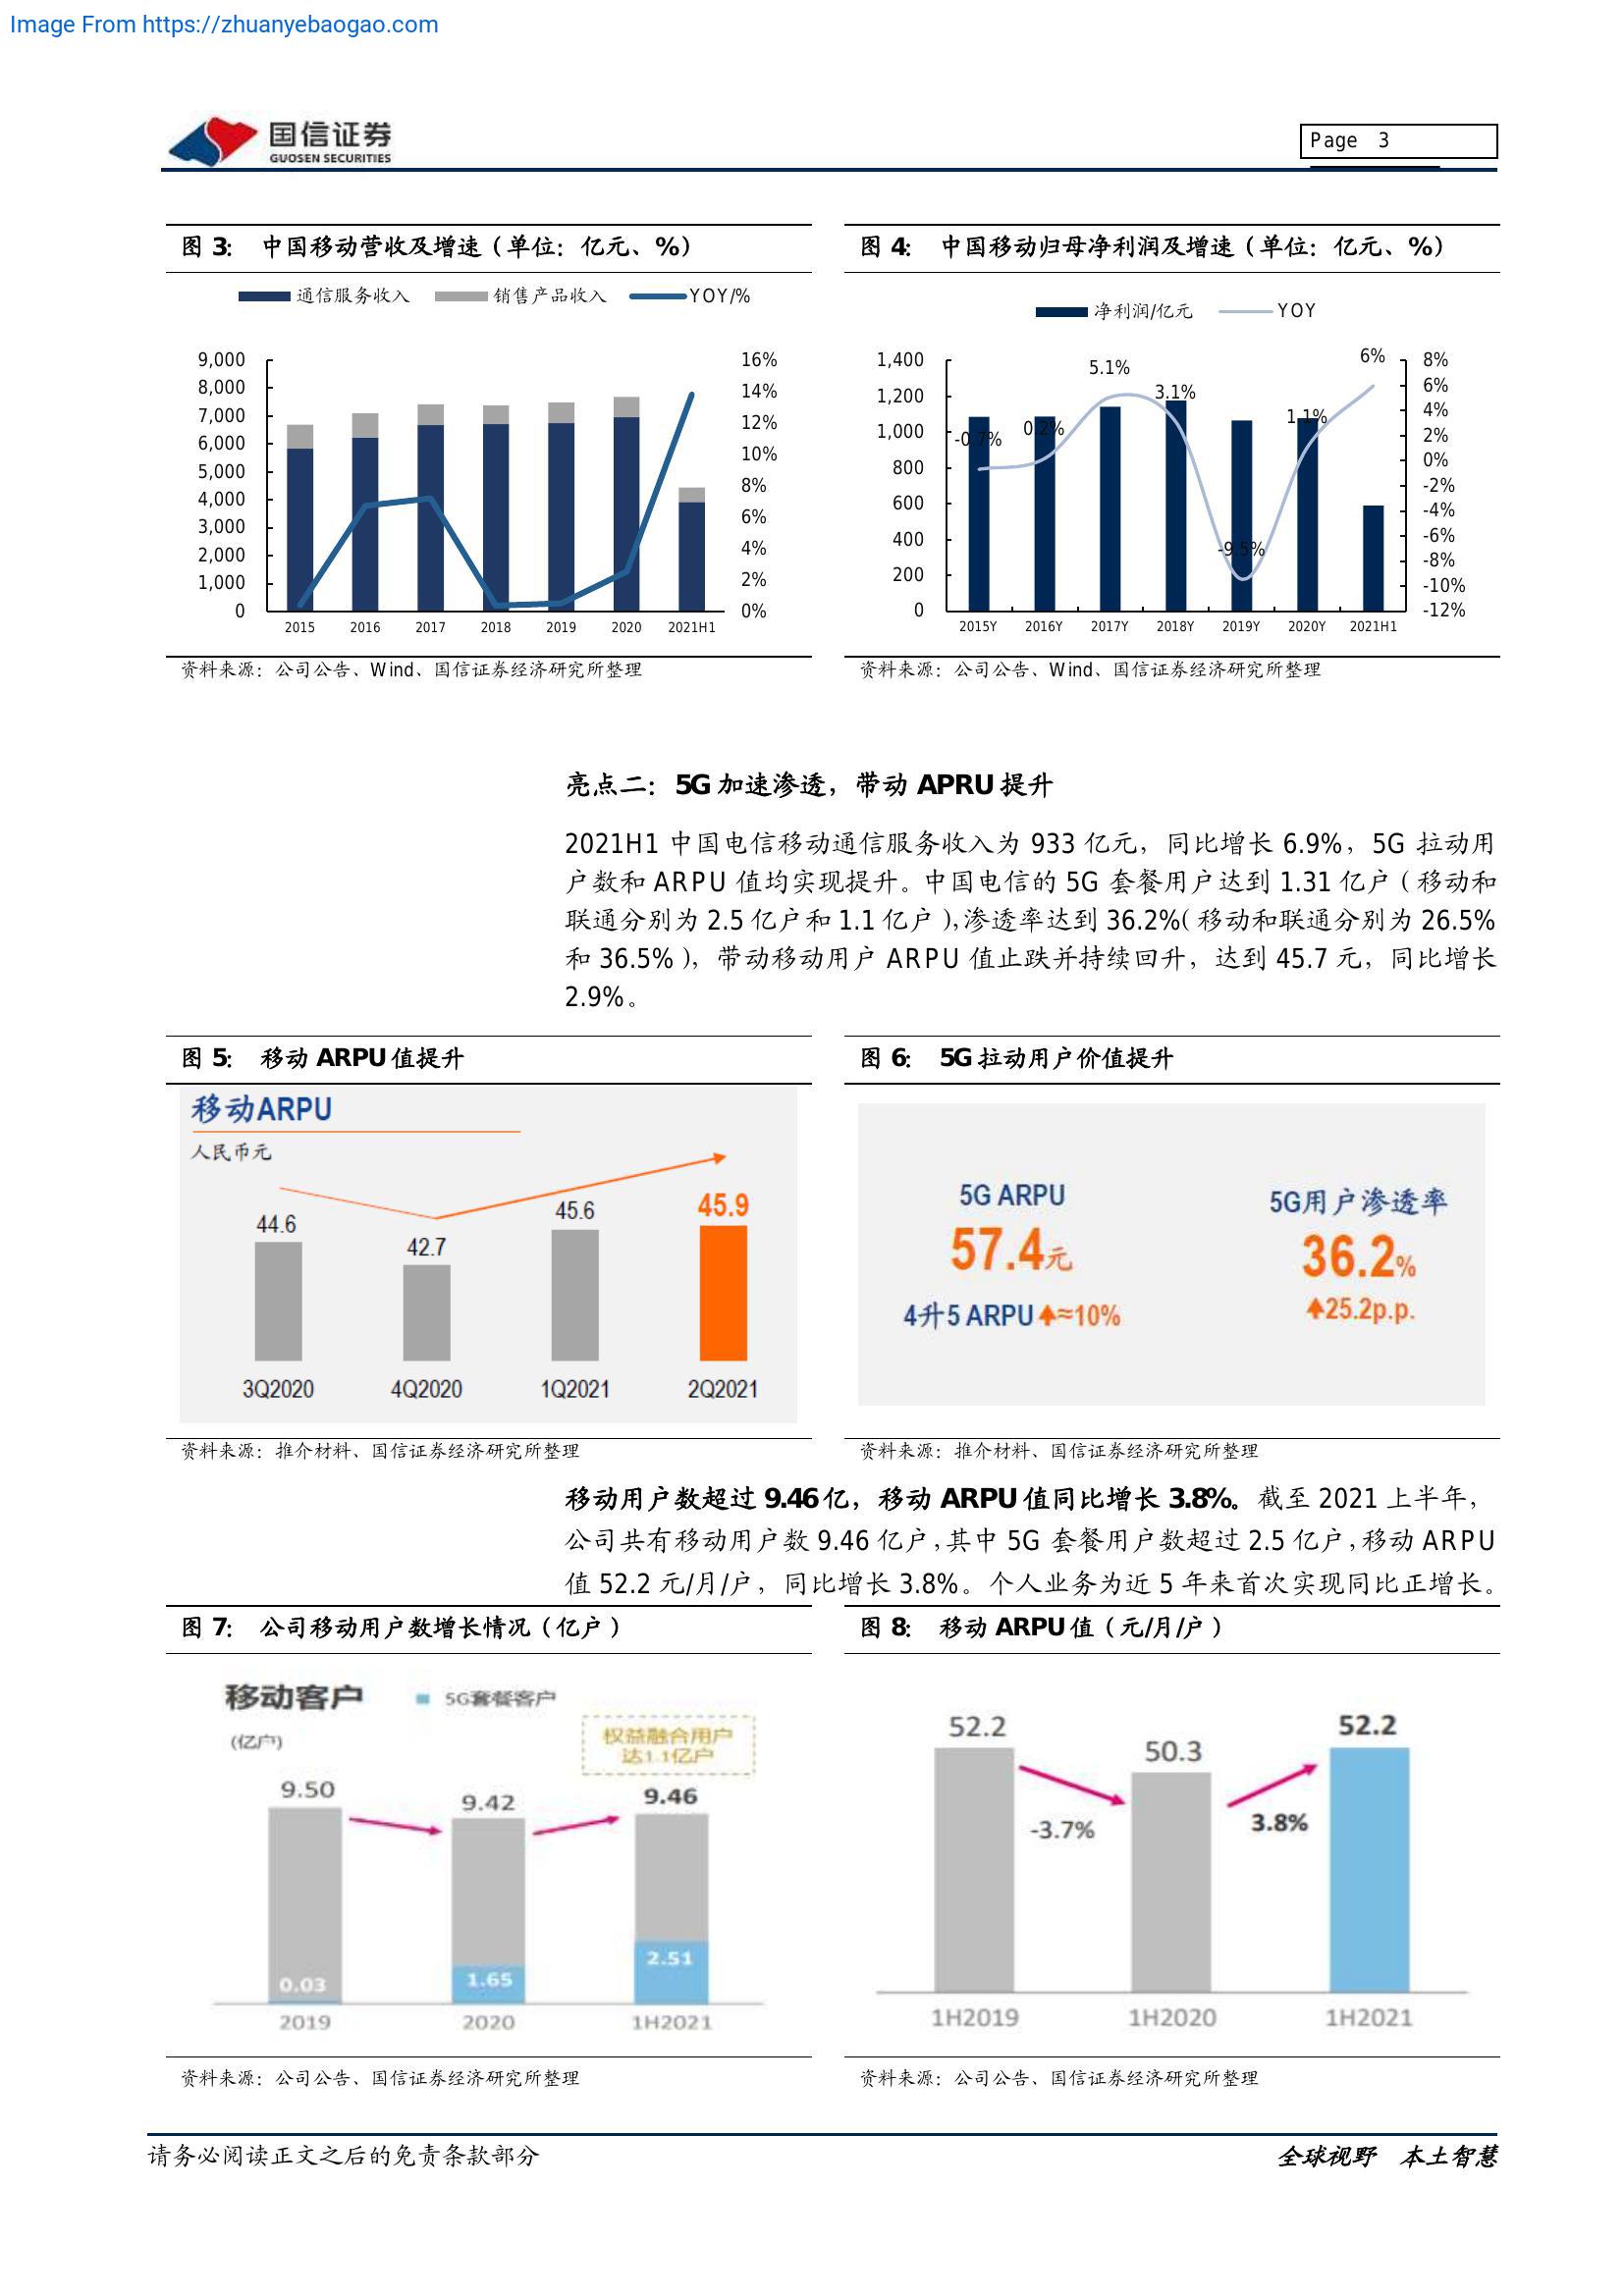 Image From https://zhuanyebaogao.com
国信证券
GUOSEN SECURITIES
Page 3
图 3: 中国移动营收及增速（单位：亿元、%）
通信服务收入 销售产品收入 YOY/%
9,000
8,000
7,000
6,000
5,000
4,000
3,000
2,000
1,000
0
16%
14%
12%
10%
8%
6%
4%
2%
0%
2015 2016 2017 2018 2019 2020 2021H1
资料来源：公司公告、Wind、国信证券经济研究所整理
图 4: 中国移动归母净利润及增速（单位：亿元、%）
净利润/亿元 YOY
1,400
1,200
1,000
800
600
400
200
0
-0.7% 0.2% 5.1% 3.1% -9.5% 1.1% 6%
8%
6%
4%
2%
0%
-2%
-4%
-6%
-8%
-10%
-12%
2015Y 2016Y 2017Y 2018Y 2019Y 2020Y 2021H1
资料来源：公司公告、Wind、国信证券经济研究所整理
亮点二：5G 加速渗透，带动 APRU 提升
2021H1 中国电信移动通信服务收入为 933 亿元，同比增长 6.9%，5G 拉动用
户数和 ARPU 值均实现提升。中国电信的 5G 套餐用户达到 1.31 亿户（移动和
联通分别为 2.5 亿户和 1.1 亿户），渗透率达到 36.2%（移动和联通分别为 26.5%
和 36.5%），带动移动用户 ARPU 值止跌并持续回升，达到 45.7 元，同比增长
2.9%。
图 5: 移动 ARPU 值提升
移动ARPU
人民币元
44.6 42.7 45.6 45.9
3Q2020 4Q2020 1Q2021 2Q2021
资料来源：推介材料、国信证券经济研究所整理
图 6: 5G 拉动用户价值提升
5G ARPU
57.4元
4升5 ARPU≈10%
5G用户渗透率
36.2%
25.2p.p.
资料来源：推介材料、国信证券经济研究所整理
移动用户数超过 9.46 亿，移动 ARPU 值同比增长 3.8%。截至 2021 上半年，
公司共有移动用户数 9.46 亿户，其中 5G 套餐用户数超过 2.5 亿户，移动 ARPU
值 52.2 元/月/户，同比增长 3.8%。个人业务为近 5 年来首次实现同比正增长。
图 7: 公司移动用户数增长情况（亿户）
移动客户 5G套餐客户
(亿户)
权益融合用户
达1.1亿户
9.50 9.42 9.46
0.03 1.65 2.51
2019 2020 1H2021
资料来源：公司公告、国信证券经济研究所整理
图 8: 移动 ARPU 值（元/月/户）
52.2 50.3 52.2
-3.7% 3.8%
1H2019 1H2020 1H2021
资料来源：公司公告、国信证券经济研究所整理
请务必阅读正文之后的免责条款部分
全球视野 本土智慧